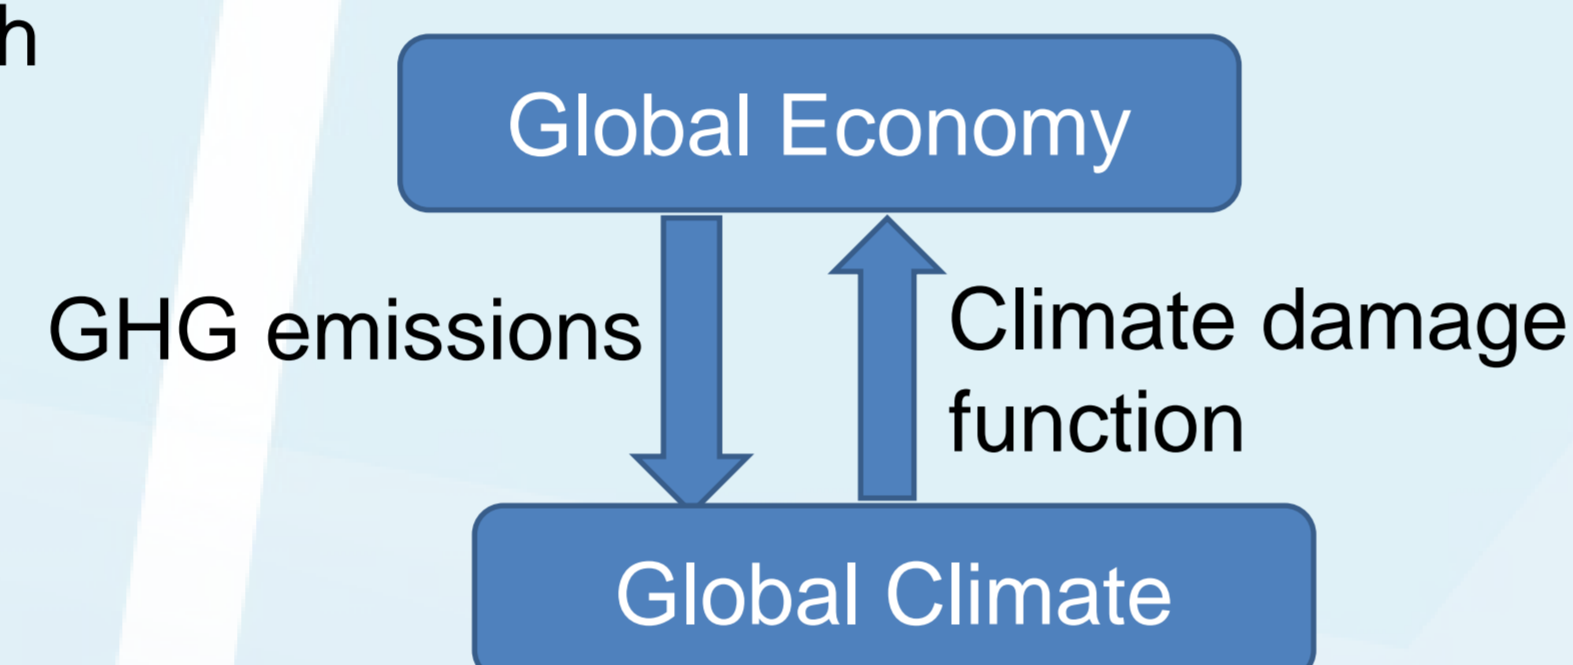 h
Global Economy
GHG emissions
Climate damage
function
Global Climate